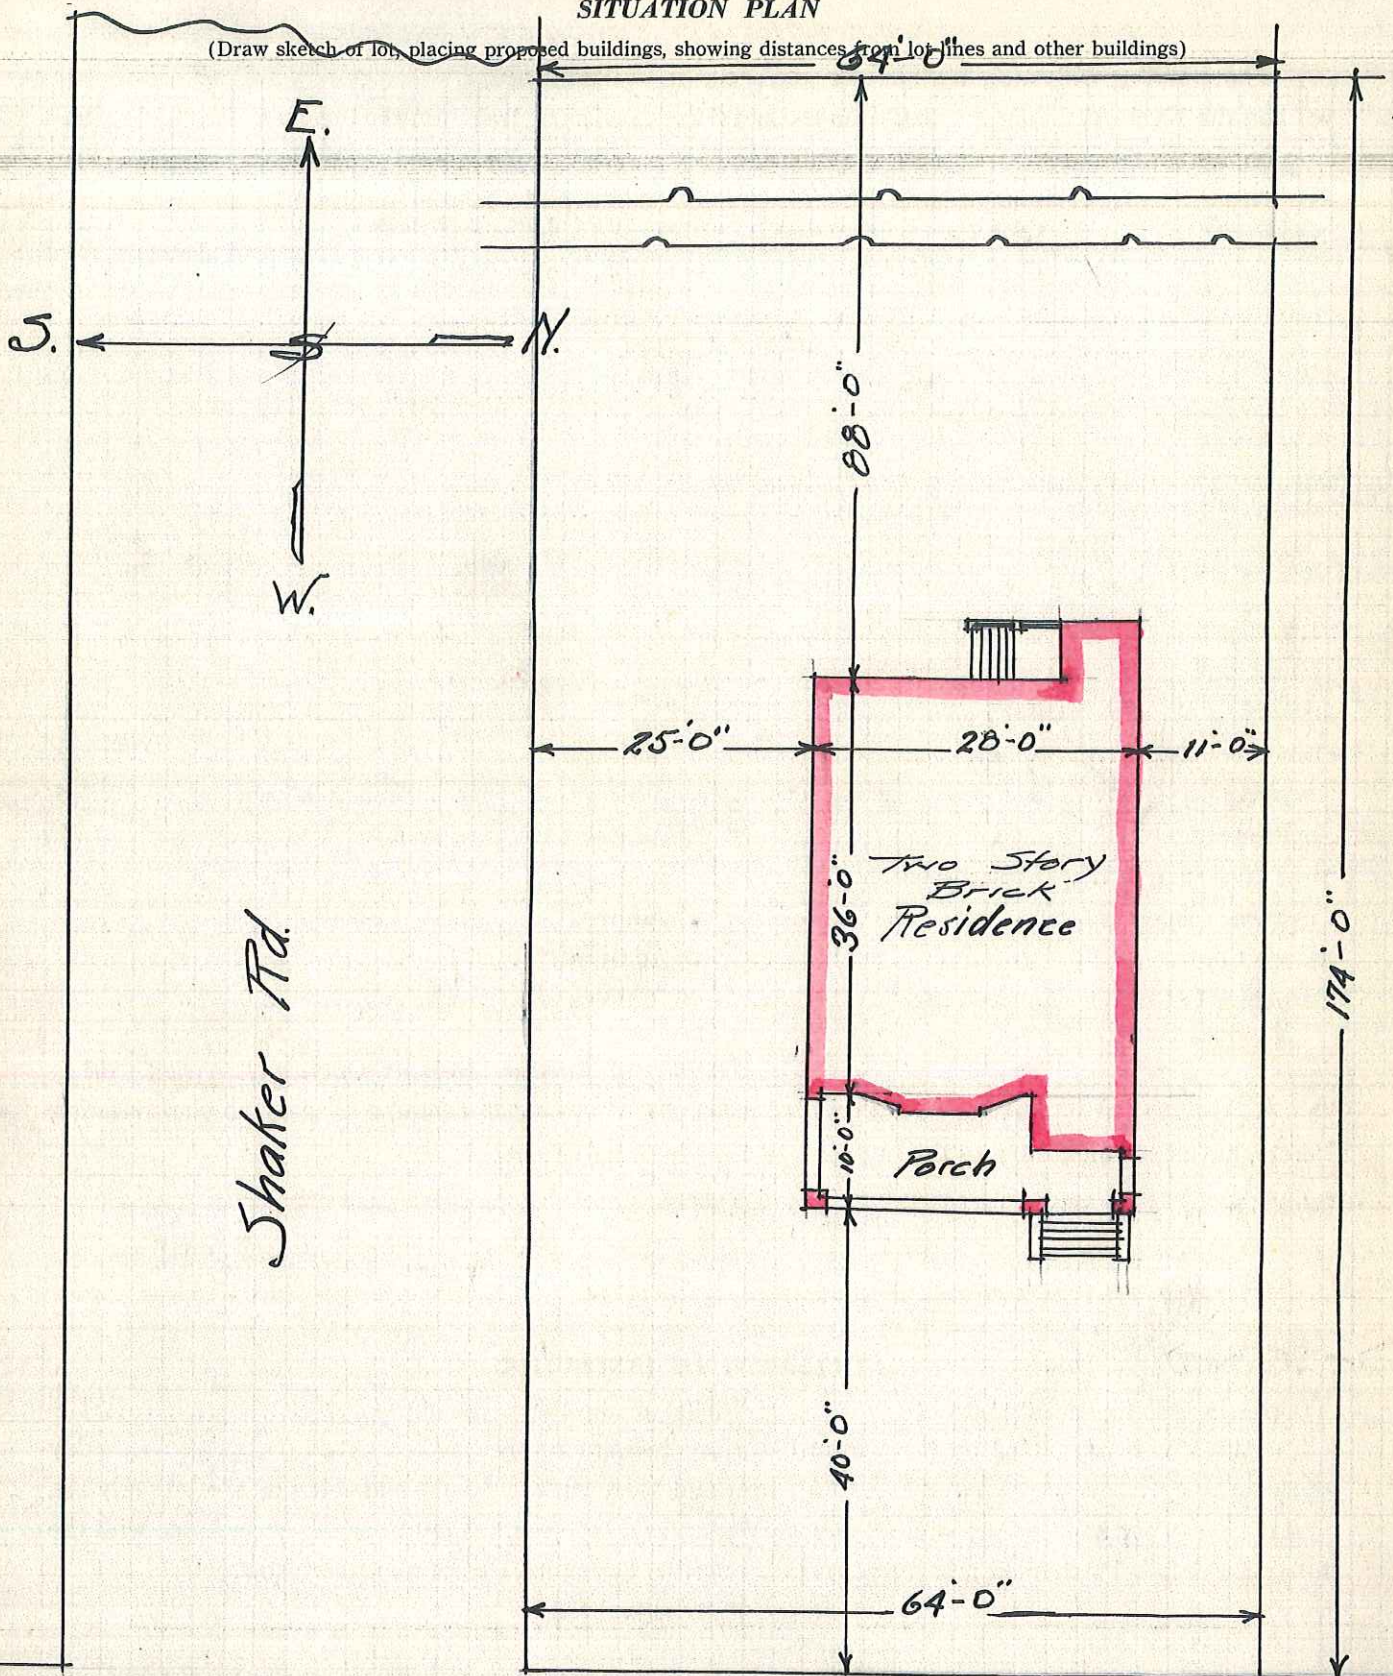 SITUATION PLAN
(Draw sketch of lot, placing proposed buildings, showing distances from lot lines and other buildings)
64'-0"
E.
S.
N.
W.
88'-0"
25'-0"
28'-0"
11'-0"
36'-0"
Two Story
Brick
Residence
174'-0"
Shaker Rd.
10'-0"
Porch
40'-0"
64'-0"